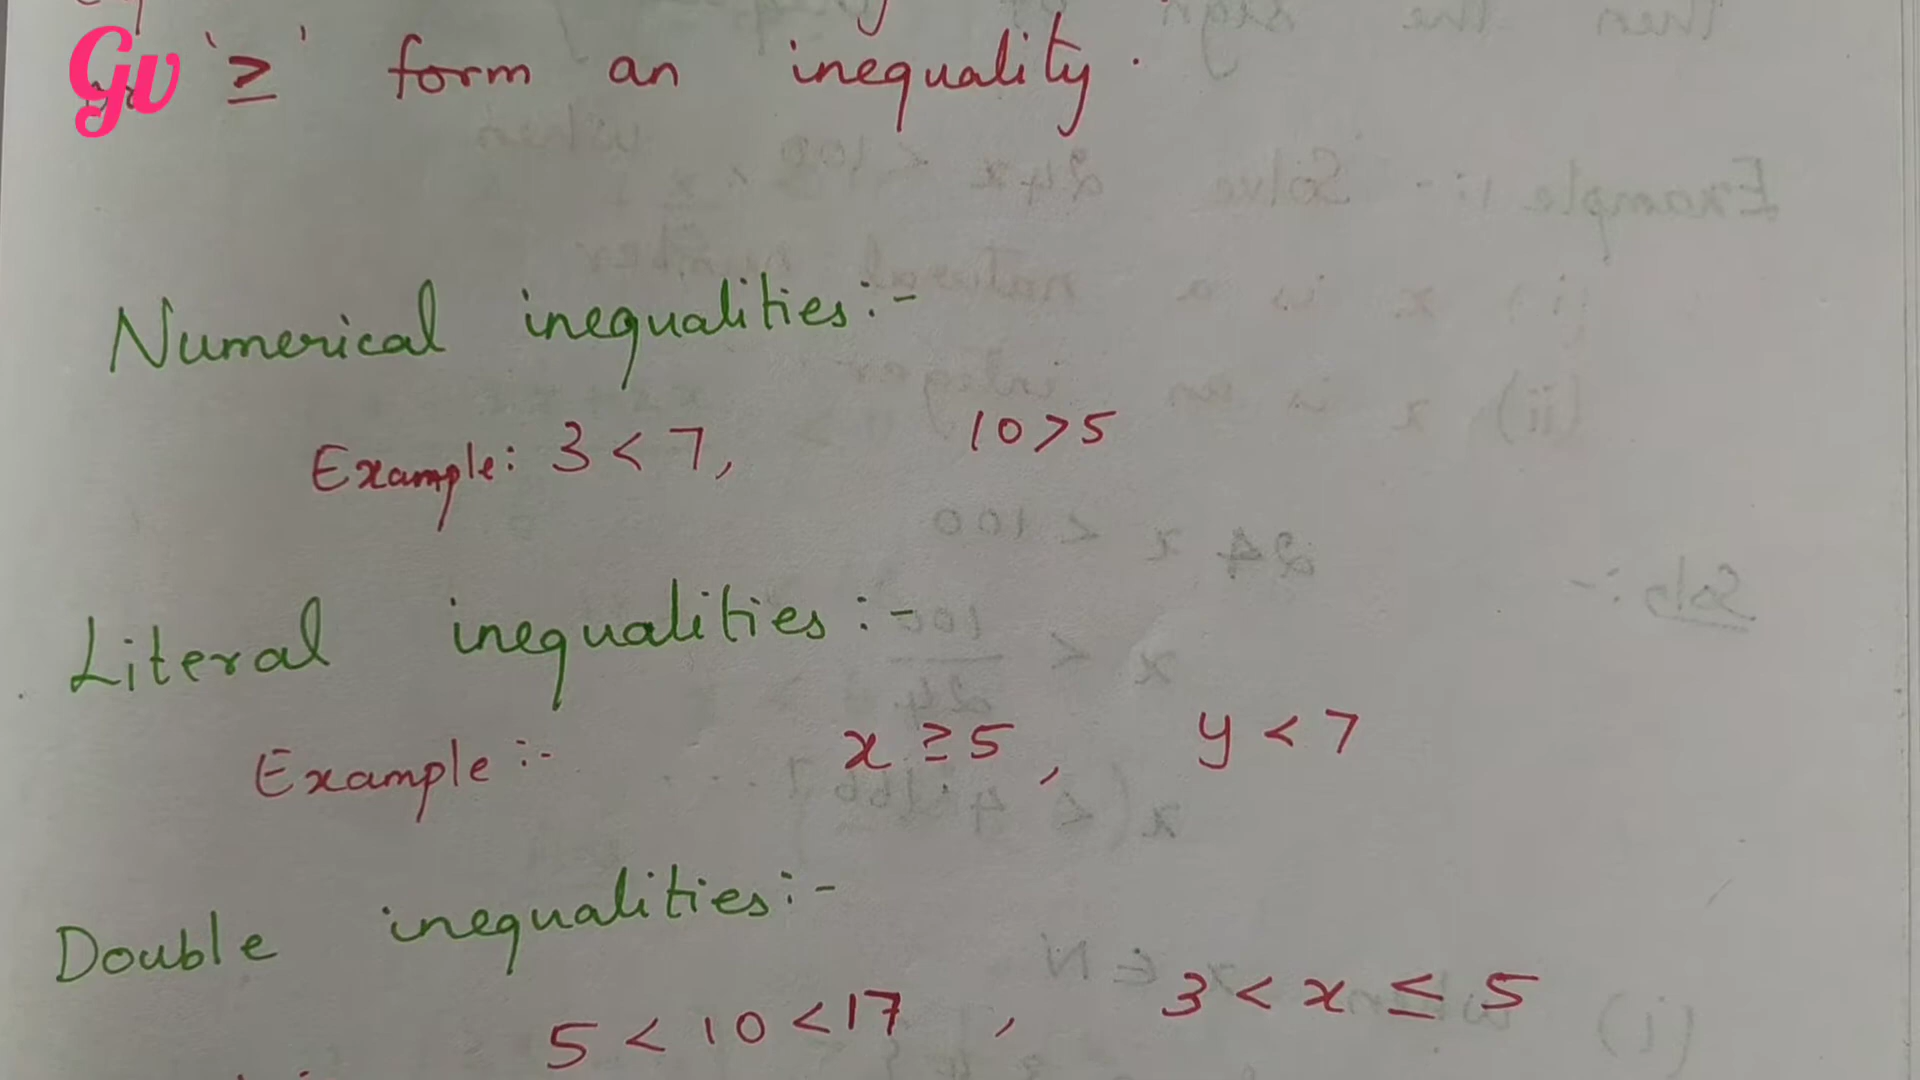 Gv
'≥' form an inequality.
Numerical inequalities:-
Example: 3 < 7, 10 > 5
Literal inequalities:-
Example:- x ≥ 5, y < 7
Double inequalities:-
5 < 10 < 17, 3 < x ≤ 5